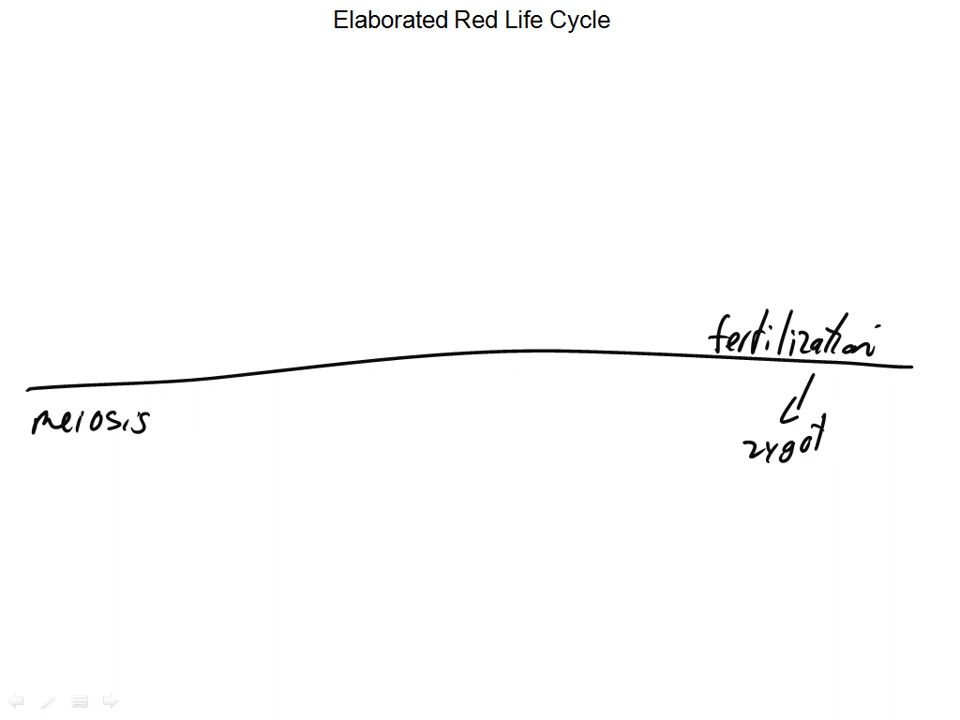 Elaborated Red Life Cycle
fertilization
meiosis
zygot